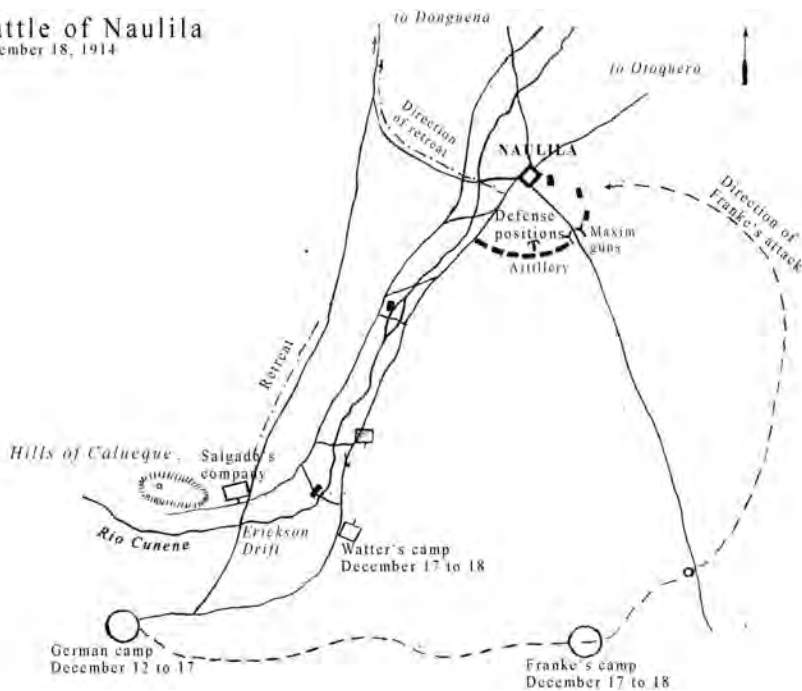 ttle of Naulila
ember 18, 1914
to Donguena
to Otoquero
Direction
of retreat
NAULILA
Direction of
Franke's attack
Defense
positions
Maxim
guns
Artillery
Retreat
Hills of Calueque
Salgado's
company
Rio Cunene
Erickson
Drift
Watter's camp
December 17 to 18
German camp
December 12 to 17
Franke's camp
December 17 to 18